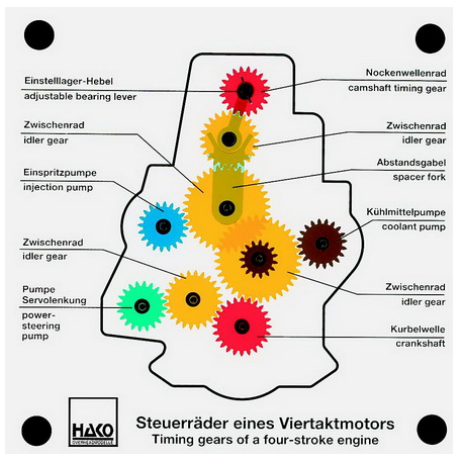 Einstelllager-Hebel
adjustable bearing lever
Nockenwellenrad
camshaft timing gear
Zwischenrad
idler gear
Zwischenrad
idler gear
Abstandsgabel
spacer fork
Einspritzpumpe
injection pump
Kühlmittelpumpe
coolant pump
Zwischenrad
idler gear
Zwischenrad
idler gear
Pumpe
Servolenkung
power-
steering
pump
Kurbelwelle
crankshaft
HAKO
Steuerräder eines Viertaktmotors
Timing gears of a four-stroke engine